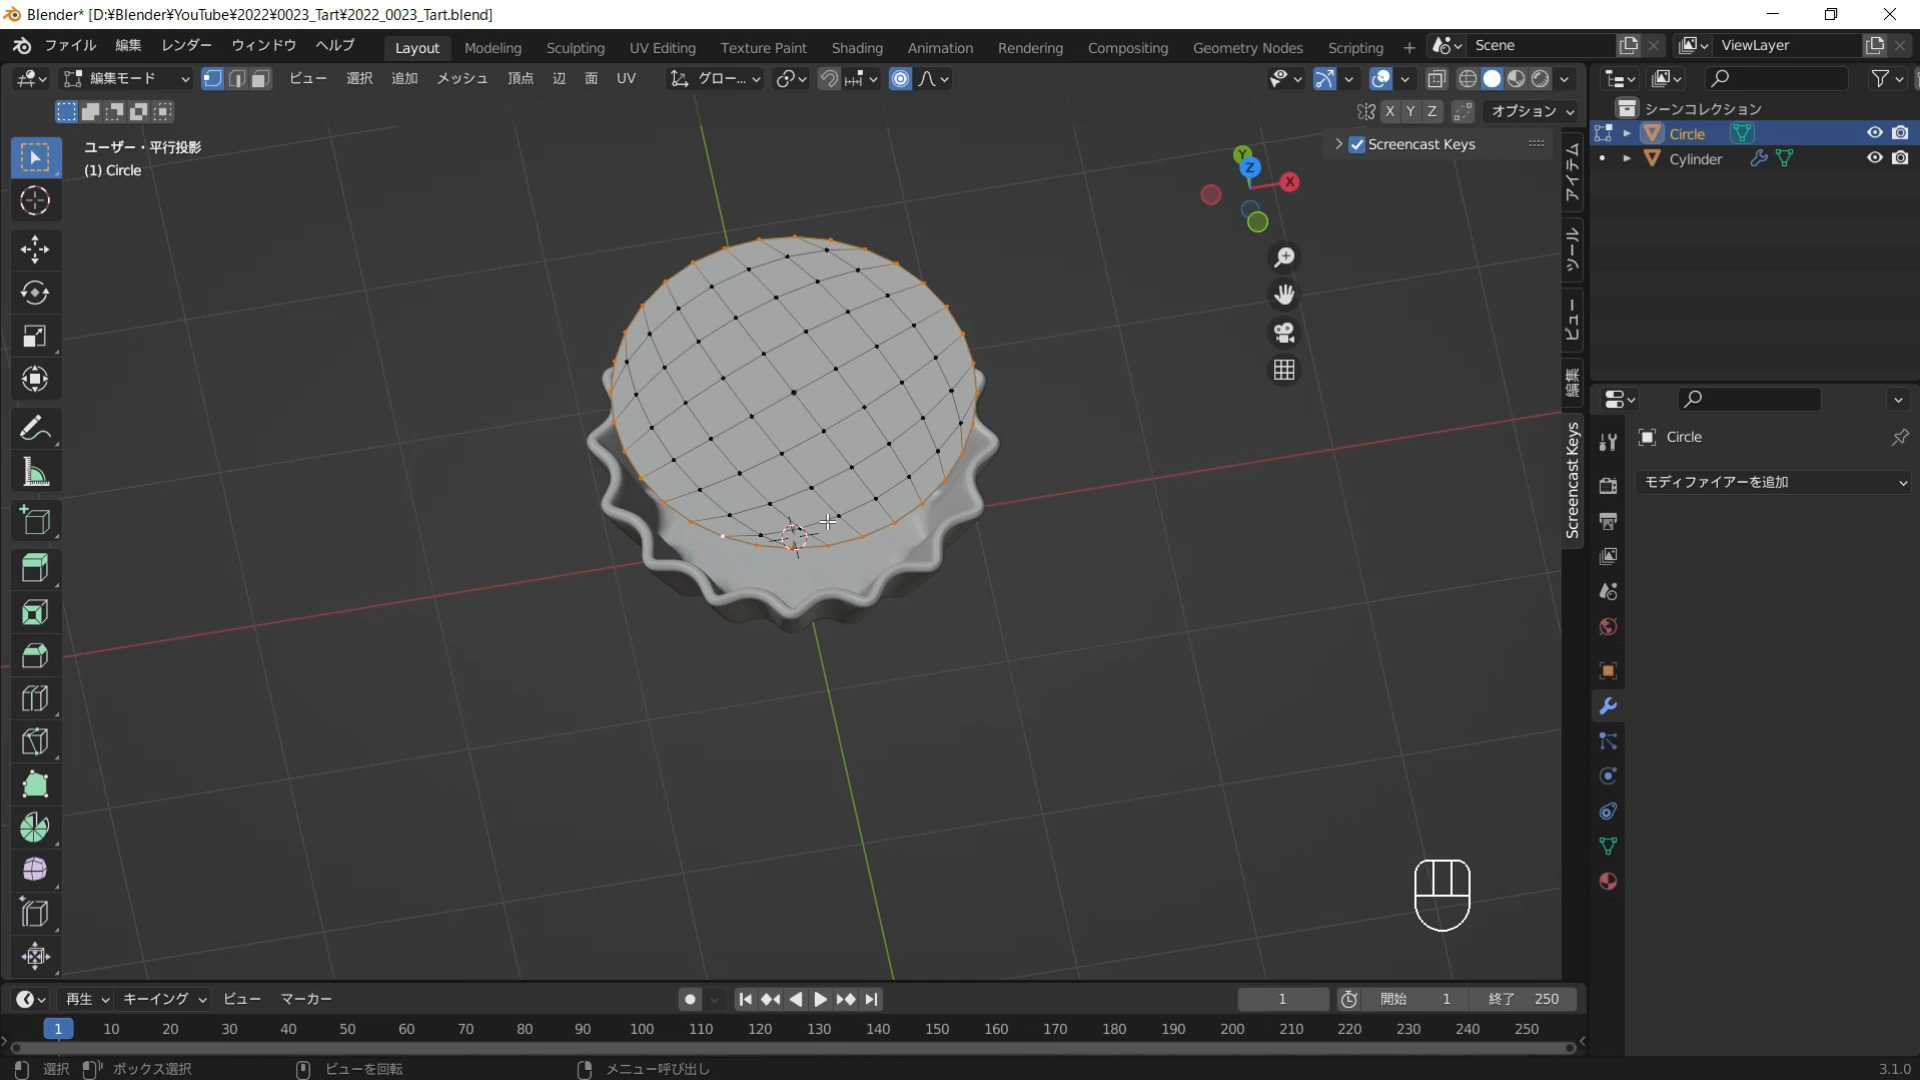 Blender* [D:¥Blender¥YouTube¥2022¥0023_Tart¥2022_0023_Tart.blend]
ファイル 編集 レンダー ウィンドウ ヘルプ Layout Modeling Sculpting UV Editing Texture Paint Shading Animation Rendering Compositing Geometry Nodes Scripting Scene ViewLayer
編集モード ビュー 選択 追加 メッシュ 頂点 辺 面 UV グロー...
X Y Z オプション
シーンコレクション
Circle
Cylinder
ユーザー・平行投影
(1) Circle
Screencast Keys
Y
Z
X
アイテム
ツール
ビュー
編集
Screencast Keys
Circle
モディファイアーを追加
再生 キーイング ビュー マーカー 1 開始 1 終了 250
1 10 20 30 40 50 60 70 80 90 100 110 120 130 140 150 160 170 180 190 200 210 220 230 240 250
選択 ボックス選択 ビューを回転 メニュー呼び出し 3.1.0